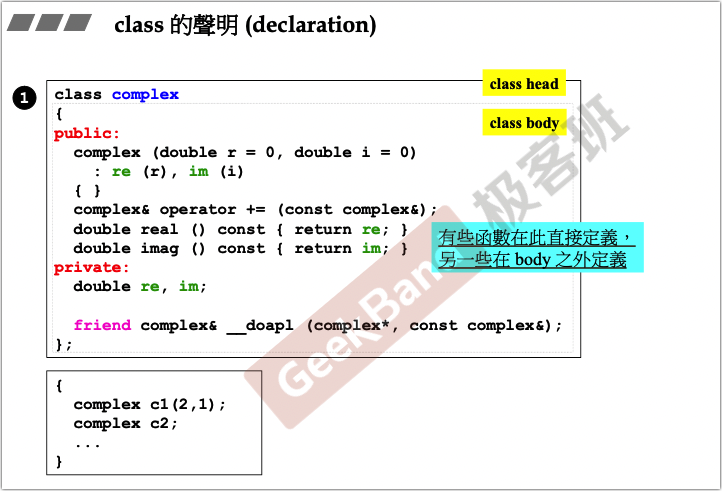 class 的聲明 (declaration)
1
class head
class complex
class body
{
public:
complex (double r = 0, double i = 0)
: re (r), im (i)
{ }
complex& operator += (const complex&);
double real () const { return re; }
double imag () const { return im; }
有些函數在此直接定義，
另一些在 body 之外定義
private:
double re, im;
friend complex& __doapl (complex*, const complex&);
};
{
complex c1(2,1);
complex c2;
...
}
GeekBand 极客班